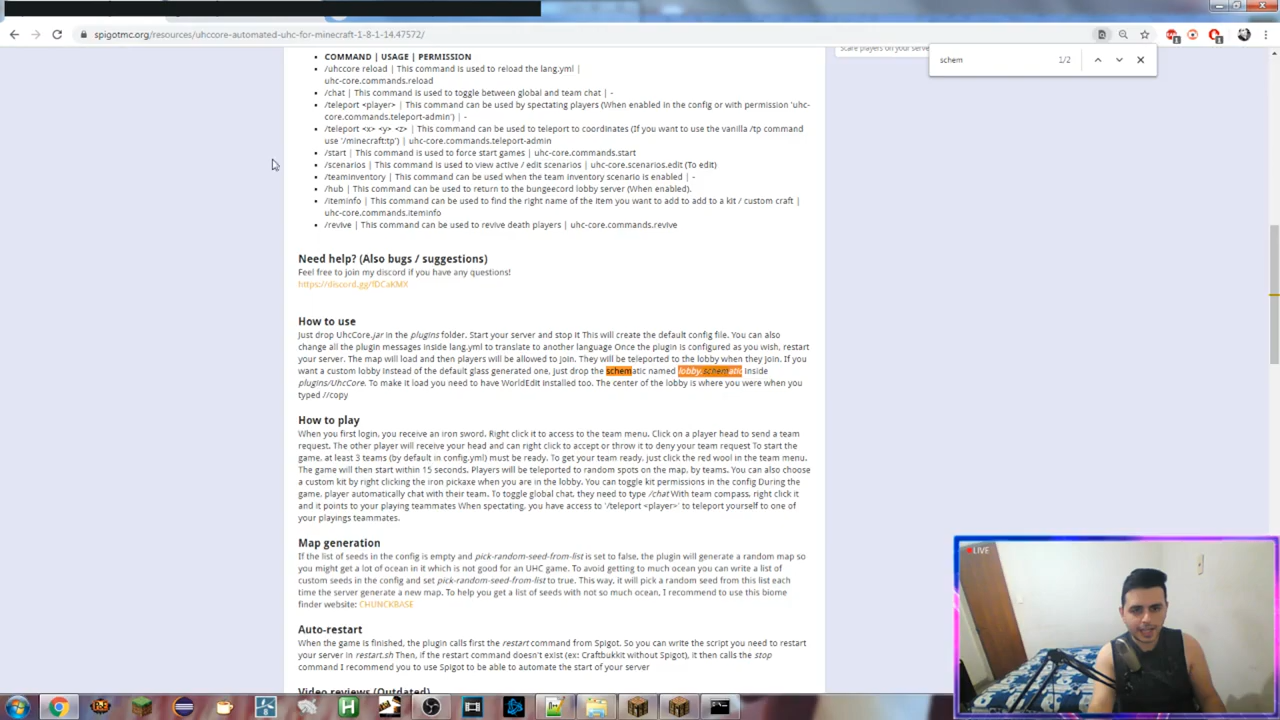 spigotmc.org/resources/uhccore-automated-uhc-for-minecraft-1-8-1-14.47572/
Scare players on your serve
schem
1/2
COMMAND | USAGE | PERMISSION
/uhccore reload | This command is used to reload the lang.yml |
uhc-core.commands.reload
/chat | This command is used to toggle between global and team chat | -
/teleport <player> | This command can be used by spectating players (When enabled in the config or with permission 'uhc-
core.commands.teleport-admin') | -
/teleport <x> <y> <z> | This command can be used to teleport to coordinates (If you want to use the vanilla /tp command
use '/minecraft:tp') | uhc-core.commands.teleport-admin
/start | This command is used to force start games | uhc-core.commands.start
/scenarios | This command is used to view active / edit scenarios | uhc-core.scenarios.edit (To edit)
/teaminventory | This command can be used when the team inventory scenario is enabled | -
/hub | This command can be used to return to the bungeecord lobby server (When enabled).
/iteminfo | This command can be used to find the right name of the item you want to add to add to a kit / custom craft |
uhc-core.commands.iteminfo
/revive | This command can be used to revive death players | uhc-core.commands.revive
Need help? (Also bugs / suggestions)
Feel free to join my discord if you have any questions!
https://discord.gg/fDCaKMX
How to use
Just drop UhcCore.jar in the plugins folder. Start your server and stop it This will create the default config file. You can also
change all the plugin messages inside lang.yml to translate to another language Once the plugin is configured as you wish, restart
your server. The map will load and then players will be allowed to join. They will be teleported to the lobby when they join. If you
want a custom lobby instead of the default glass generated one, just drop the schematic named lobby.schematic inside
plugins/UhcCore. To make it load you need to have WorldEdit installed too. The center of the lobby is where you were when you
typed //copy
How to play
When you first login, you receive an iron sword. Right click it to access to the team menu. Click on a player head to send a team
request. The other player will receive your head and can right click to accept or throw it to deny your team request To start the
game, at least 3 teams (by default in config.yml) must be ready. To get your team ready, just click the red wool in the team menu.
The game will then start within 15 seconds. Players will be teleported to random spots on the map, by teams. You can also choose
a custom kit by right clicking the iron pickaxe when you are in the lobby. You can toggle kit permissions in the config During the
game, player automatically chat with their team. To toggle global chat, they need to type /chat With team compass, right click it
and it points to your playing teammates When spectating, you have access to '/teleport <player>' to teleport yourself to one of
your playings teammates.
Map generation
If the list of seeds in the config is empty and pick-random-seed-from-list is set to false, the plugin will generate a random map so
you might get a lot of ocean in it which is not good for an UHC game. To avoid getting to much ocean you can write a list of
custom seeds in the config and set pick-random-seed-from-list to true. This way, it will pick a random seed from this list each
time the server generate a new map. To help you get a list of seeds with not so much ocean, I recommend to use this biome
finder website: CHUNCKBASE
Auto-restart
When the game is finished, the plugin calls first the restart command from Spigot. So you can write the script you need to restart
your server in restart.sh Then, if the restart command doesn't exist (ex: Craftbukkit without Spigot), it then calls the stop
command I recommend you to use Spigot to be able to automate the start of your server
Video reviews (Outdated)
LIVE